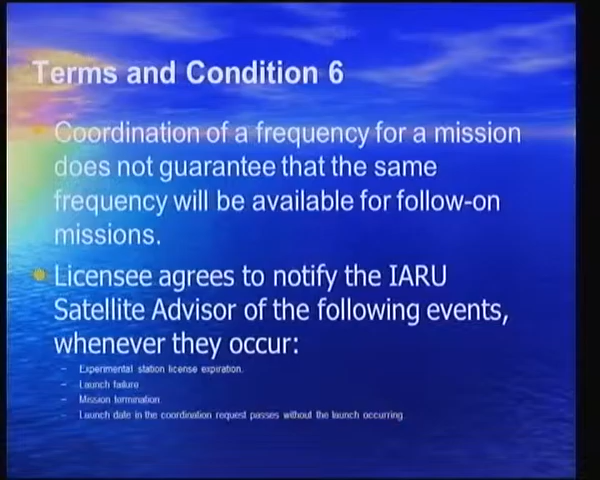 Terms and Condition 6
Coordination of a frequency for a mission
does not guarantee that the same
frequency will be available for follow-on
missions.
Licensee agrees to notify the IARU
Satellite Advisor of the following events,
whenever they occur:
– Experimental station license expiration.
– Launch failure
– Mission termination
– Launch date in the coordination request passes without the launch occurring